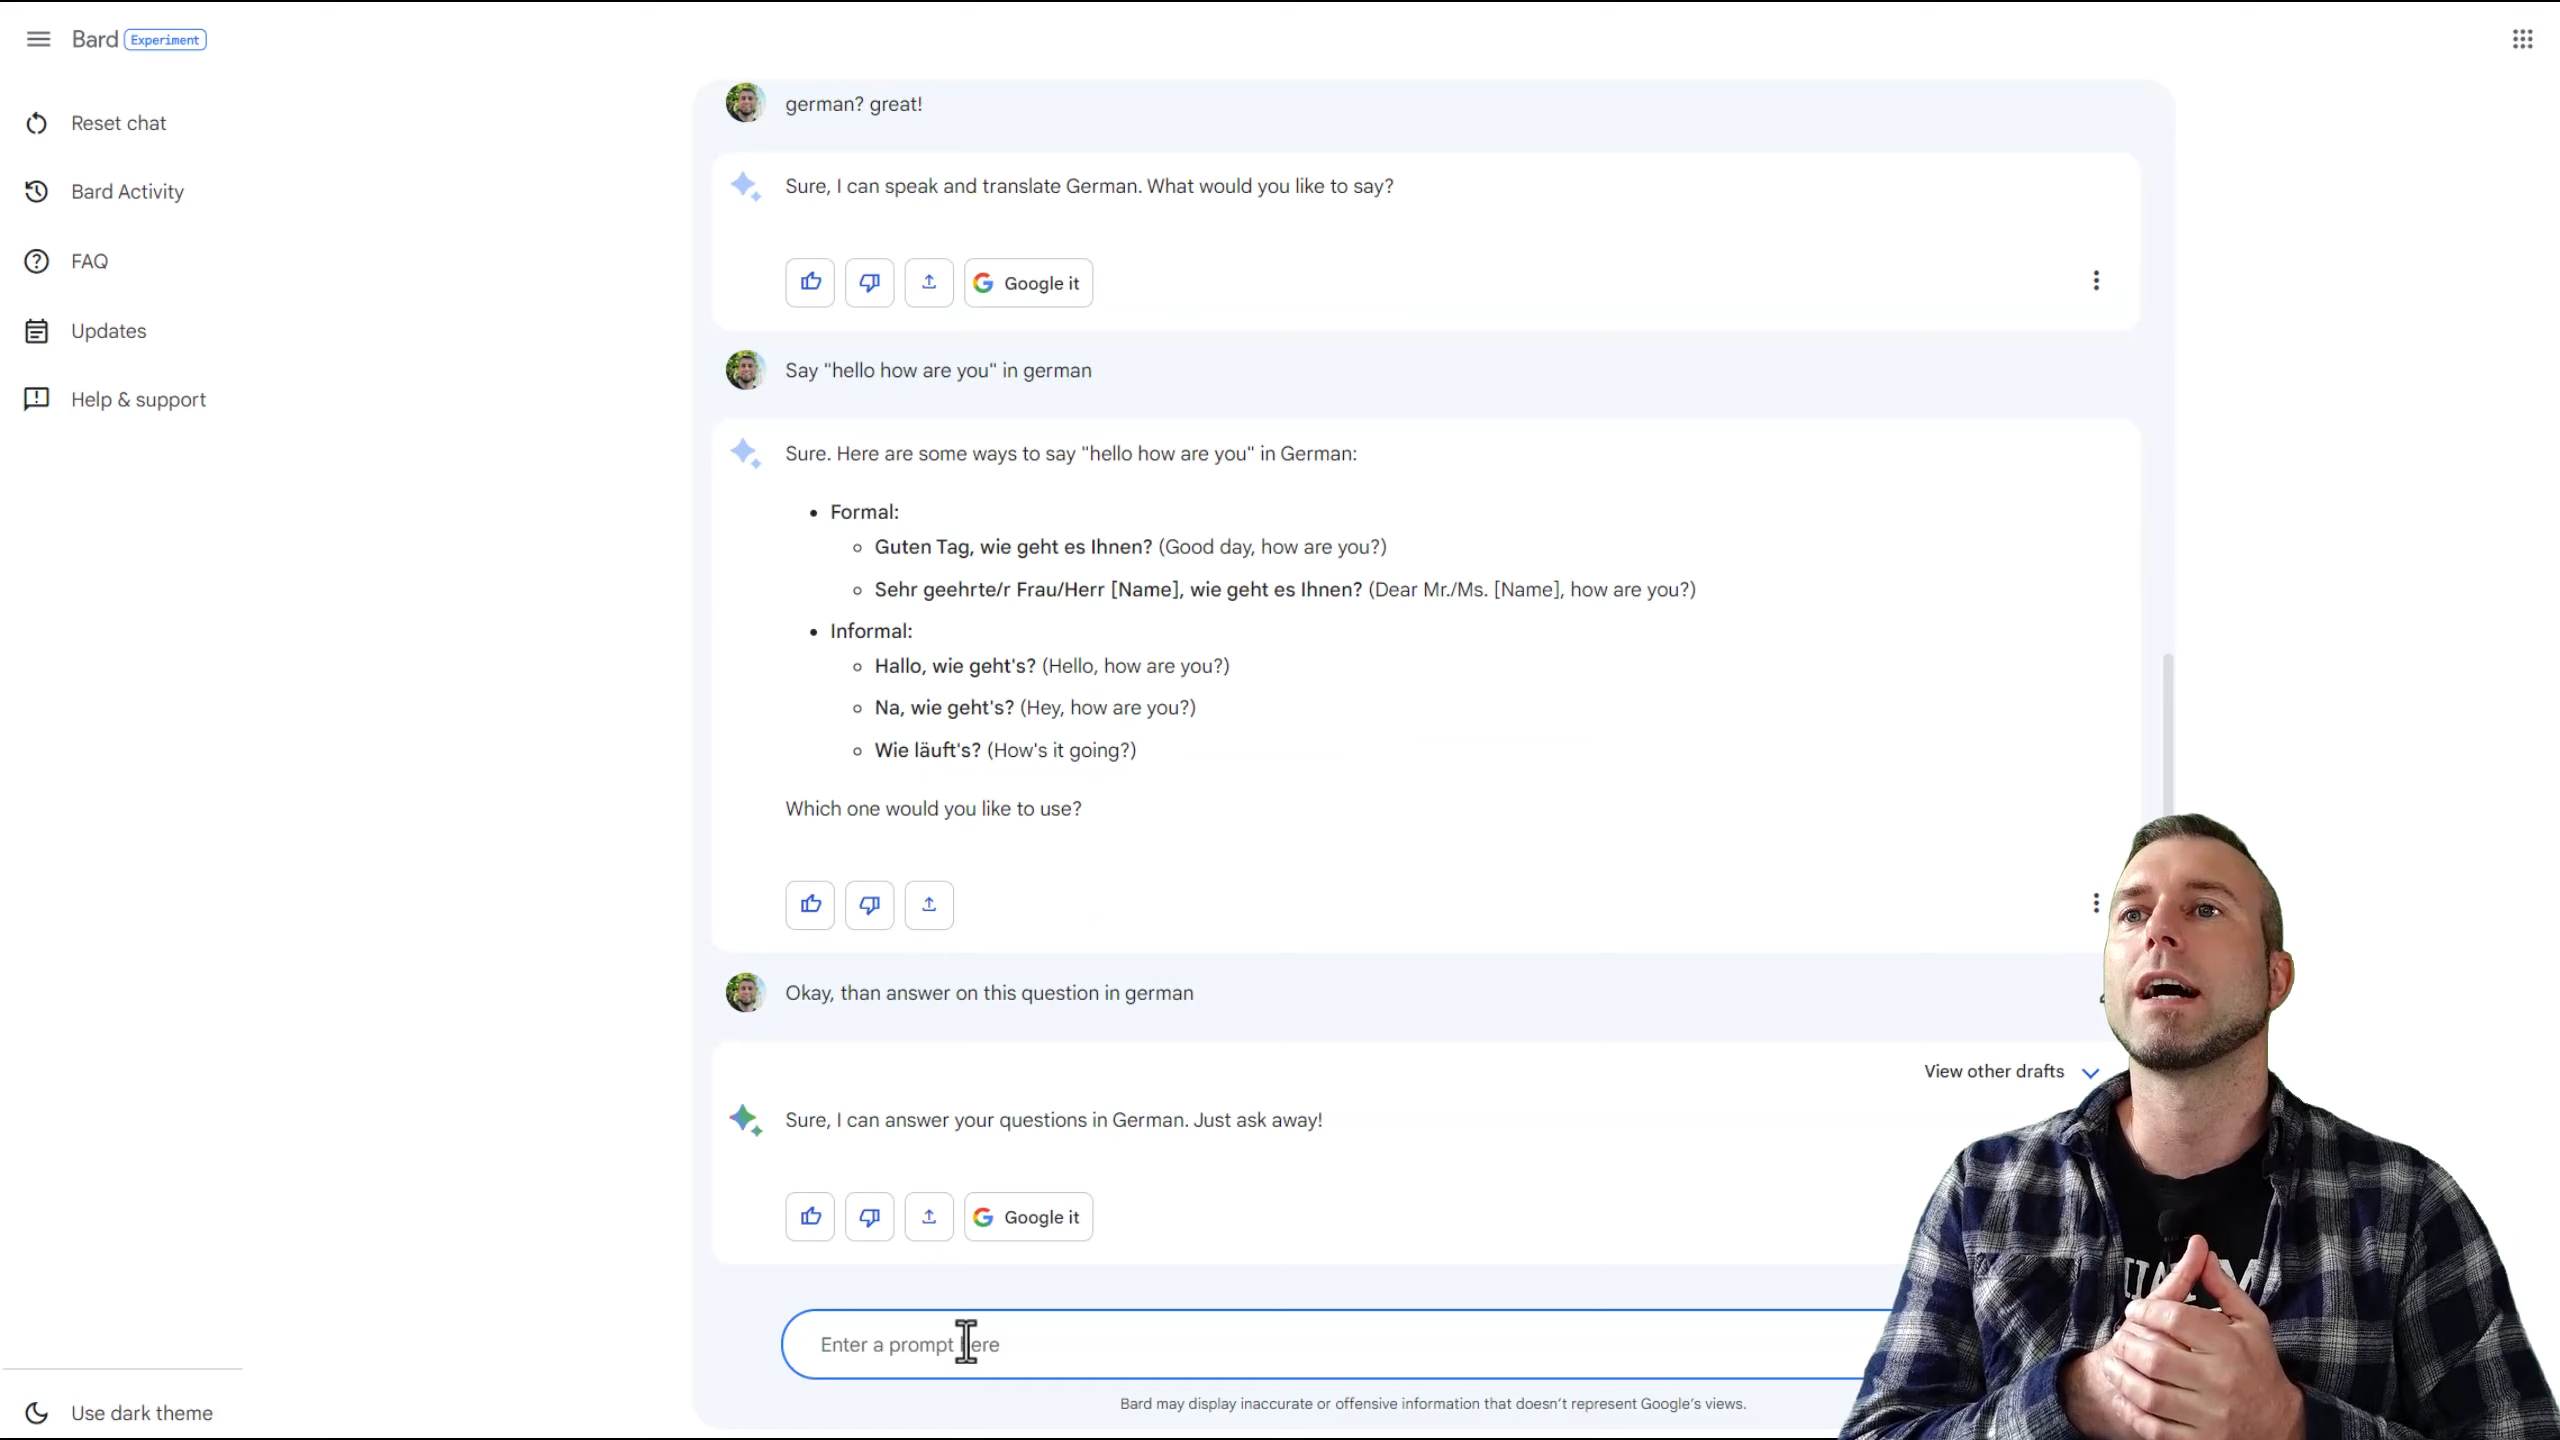 Bard Experiment
Reset chat
Bard Activity
FAQ
Updates
Help & support
german? great!
Sure, I can speak and translate German. What would you like to say?
Google it
Say "hello how are you" in german
Sure. Here are some ways to say "hello how are you" in German:
Formal:
Guten Tag, wie geht es Ihnen? (Good day, how are you?)
Sehr geehrte/r Frau/Herr [Name], wie geht es Ihnen? (Dear Mr./Ms. [Name], how are you?)
Informal:
Hallo, wie geht's? (Hello, how are you?)
Na, wie geht's? (Hey, how are you?)
Wie läuft's? (How's it going?)
Which one would you like to use?
Okay, than answer on this question in german
View other drafts
Sure, I can answer your questions in German. Just ask away!
Google it
Enter a prompt here
Bard may display inaccurate or offensive information that doesn't represent Google's views.
Use dark theme